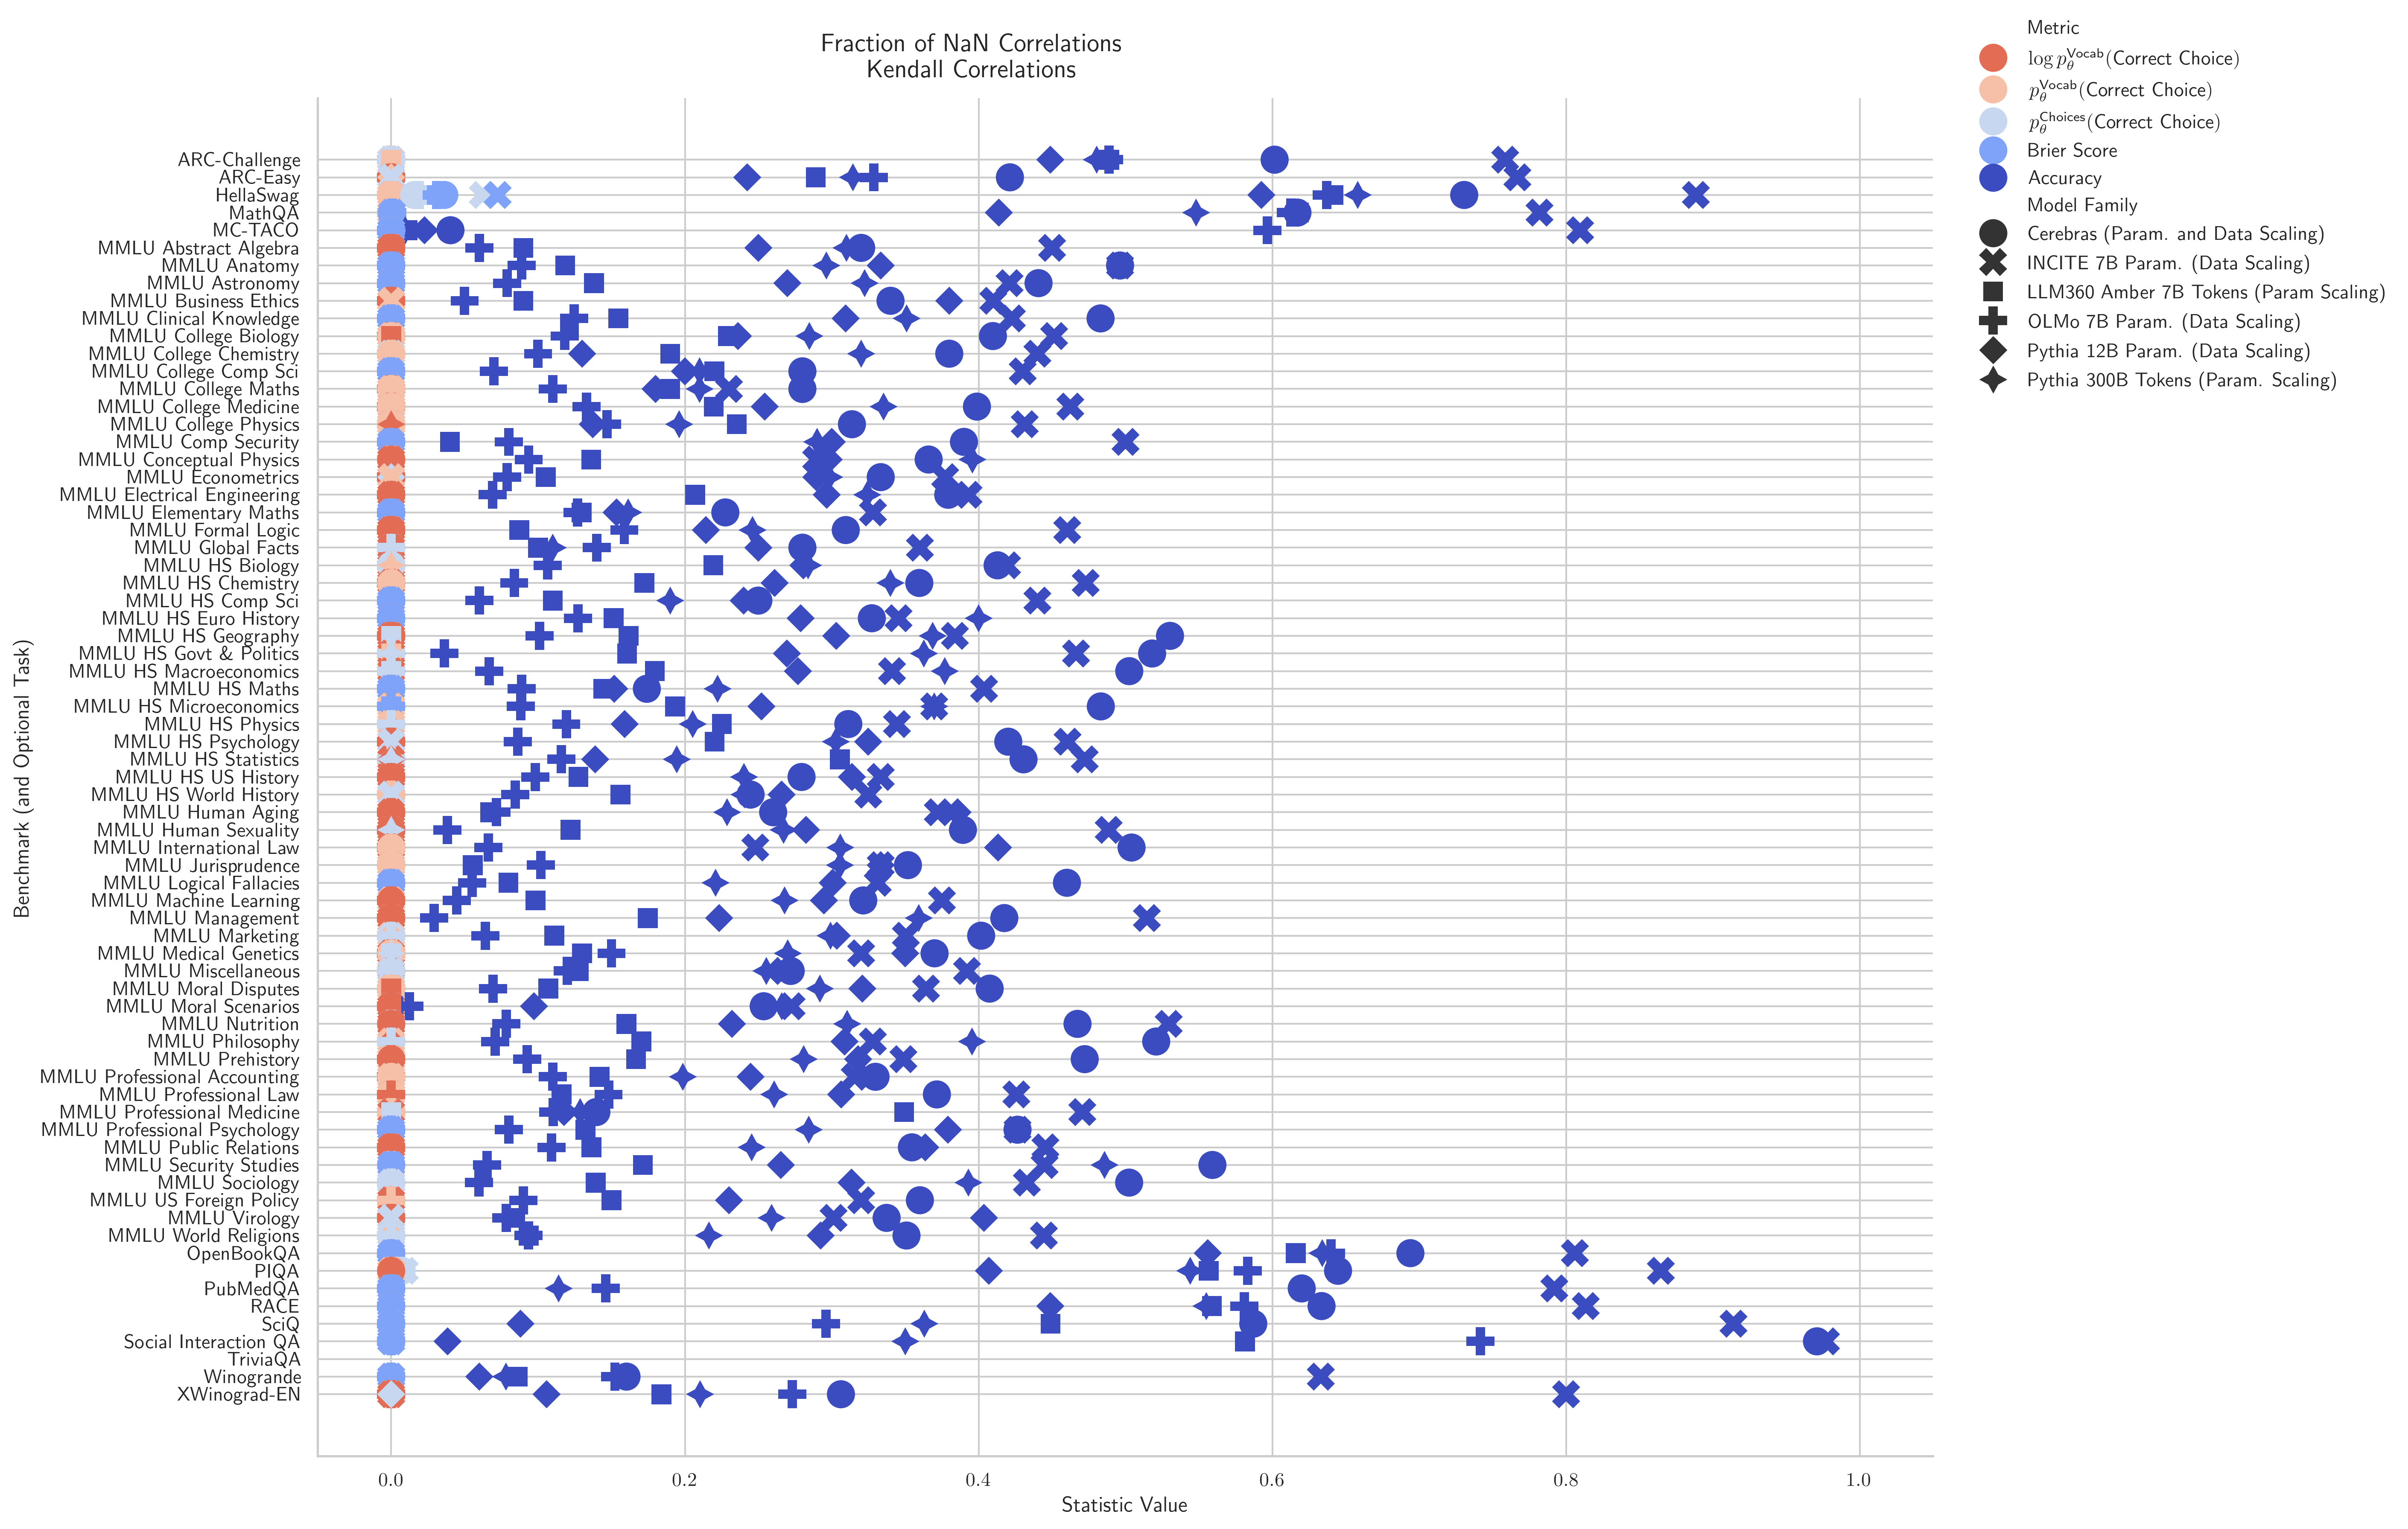 Fraction of NaN Correlations
Kendall Correlations
Metric
log p_θ^Vocab(Correct Choice)
p_θ^Vocab(Correct Choice)
p_θ^Choices(Correct Choice)
Brier Score
Accuracy
Model Family
Cerebras (Param. and Data Scaling)
INCITE 7B Param. (Data Scaling)
LLM360 Amber 7B Tokens (Param Scaling)
OLMo 7B Param. (Data Scaling)
Pythia 12B Param. (Data Scaling)
Pythia 300B Tokens (Param. Scaling)
Benchmark (and Optional Task)
ARC-Challenge
ARC-Easy
HellaSwag
MathQA
MC-TACO
MMLU Abstract Algebra
MMLU Anatomy
MMLU Astronomy
MMLU Business Ethics
MMLU Clinical Knowledge
MMLU College Biology
MMLU College Chemistry
MMLU College Comp Sci
MMLU College Maths
MMLU College Medicine
MMLU College Physics
MMLU Comp Security
MMLU Conceptual Physics
MMLU Econometrics
MMLU Electrical Engineering
MMLU Elementary Maths
MMLU Formal Logic
MMLU Global Facts
MMLU HS Biology
MMLU HS Chemistry
MMLU HS Comp Sci
MMLU HS Euro History
MMLU HS Geography
MMLU HS Govt & Politics
MMLU HS Macroeconomics
MMLU HS Maths
MMLU HS Microeconomics
MMLU HS Physics
MMLU HS Psychology
MMLU HS Statistics
MMLU HS US History
MMLU HS World History
MMLU Human Aging
MMLU Human Sexuality
MMLU International Law
MMLU Jurisprudence
MMLU Logical Fallacies
MMLU Machine Learning
MMLU Management
MMLU Marketing
MMLU Medical Genetics
MMLU Miscellaneous
MMLU Moral Disputes
MMLU Moral Scenarios
MMLU Nutrition
MMLU Philosophy
MMLU Prehistory
MMLU Professional Accounting
MMLU Professional Law
MMLU Professional Medicine
MMLU Professional Psychology
MMLU Public Relations
MMLU Security Studies
MMLU Sociology
MMLU US Foreign Policy
MMLU Virology
MMLU World Religions
OpenBookQA
PIQA
PubMedQA
RACE
SciQ
Social Interaction QA
TriviaQA
Winogrande
XWinograd-EN
0.0 0.2 0.4 0.6 0.8 1.0
Statistic Value